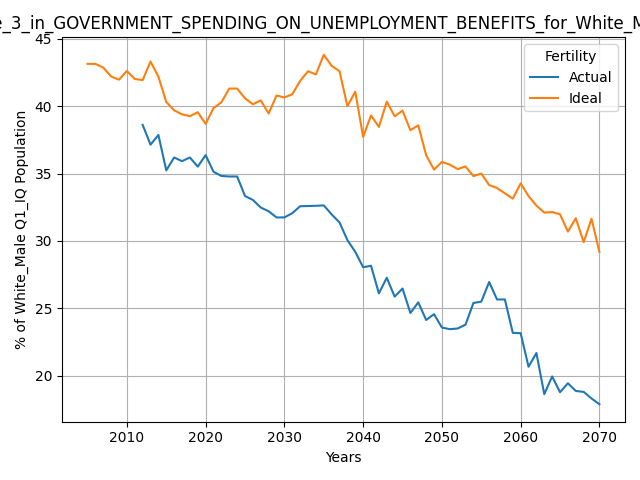 e_3_in_GOVERNMENT_SPENDING_ON_UNEMPLOYMENT_BENEFITS_for_White_M
% of White_Male Q1_IQ Population
45
40
35
30
25
20
Fertility
Actual
Ideal
2010 2020 2030 2040 2050 2060 2070
Years